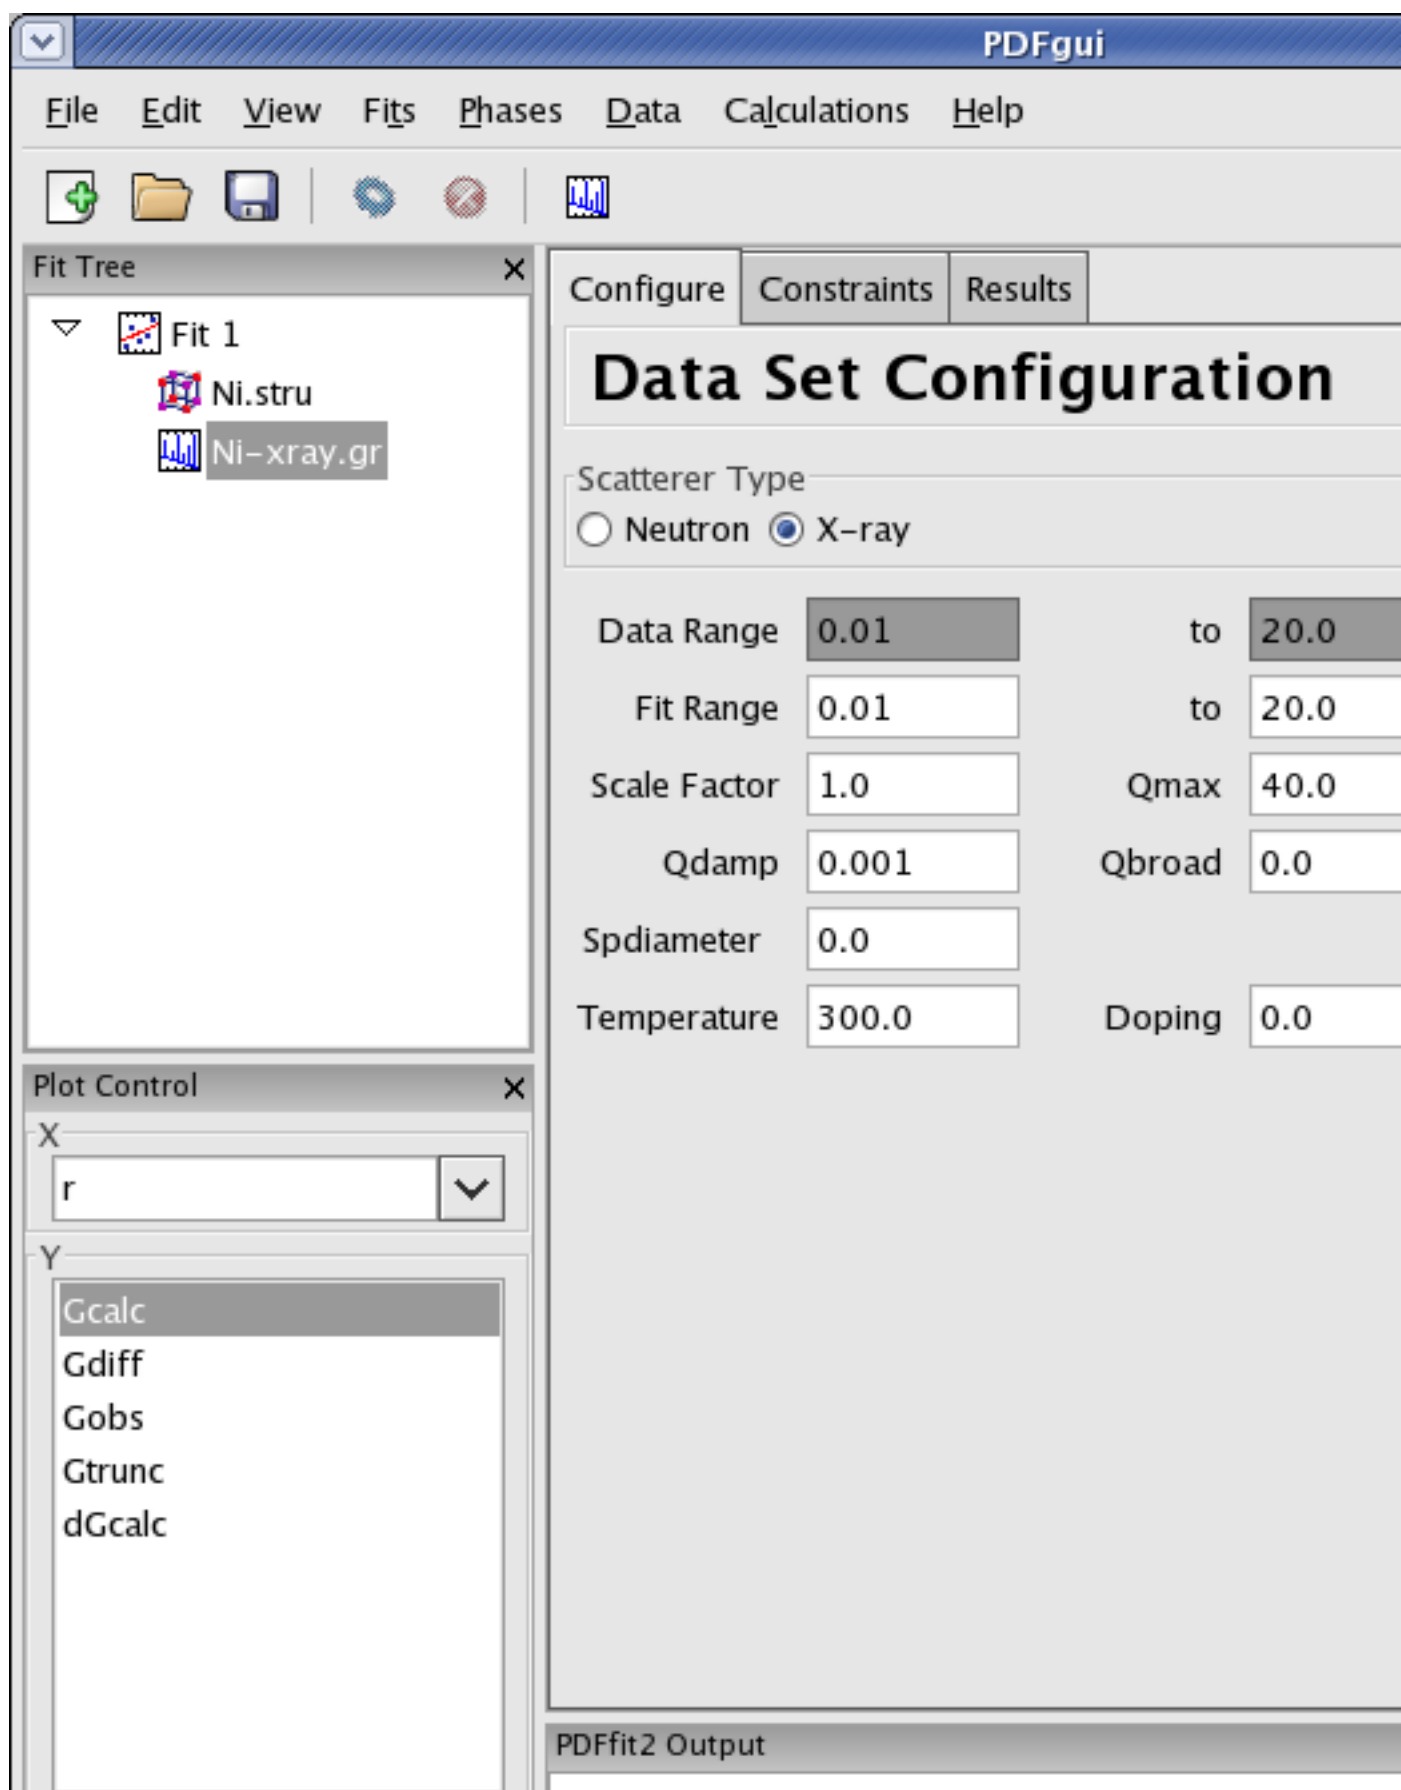 PDFgui
File Edit View Fits Phases Data Calculations Help
Fit Tree
Fit 1
Ni.stru
Ni-xray.gr
Configure Constraints Results
Data Set Configuration
Scatterer Type
Neutron X-ray
Data Range 0.01 to 20.0
Fit Range 0.01 to 20.0
Scale Factor 1.0 Qmax 40.0
Qdamp 0.001 Qbroad 0.0
Spdiameter 0.0
Temperature 300.0 Doping 0.0
Plot Control
X
r
Y
Gcalc
Gdiff
Gobs
Gtrunc
dGcalc
PDFfit2 Output